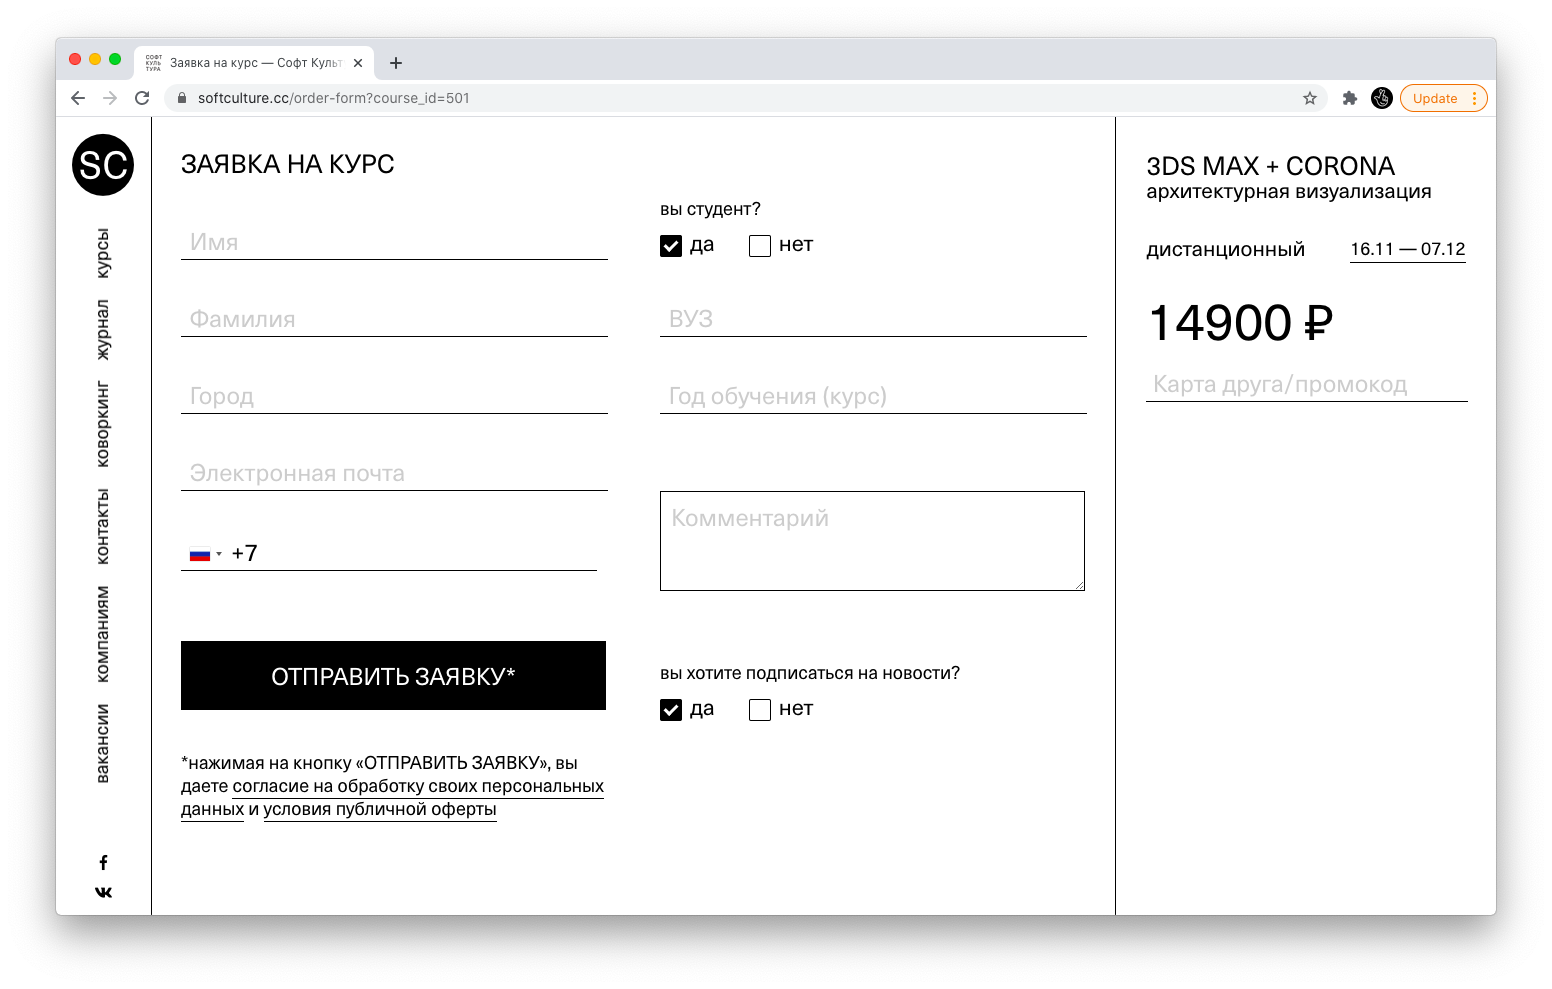 СОФТ
КУЛЬ
ТУРА
Заявка на курс — Софт Культ
softculture.cc/order-form?course_id=501
Update
SC
курсы
журнал
коворкинг
контакты
компаниям
вакансии
ЗАЯВКА НА КУРС
Имя
Фамилия
Город
Электронная почта
+7
ОТПРАВИТЬ ЗАЯВКУ*
*нажимая на кнопку «ОТПРАВИТЬ ЗАЯВКУ», вы
даете согласие на обработку своих персональных
данных и условия публичной оферты
вы студент?
да нет
ВУЗ
Год обучения (курс)
Комментарий
вы хотите подписаться на новости?
да нет
3DS MAX + CORONA
архитектурная визуализация
дистанционный 16.11 — 07.12
14900 ₽
Карта друга/промокод